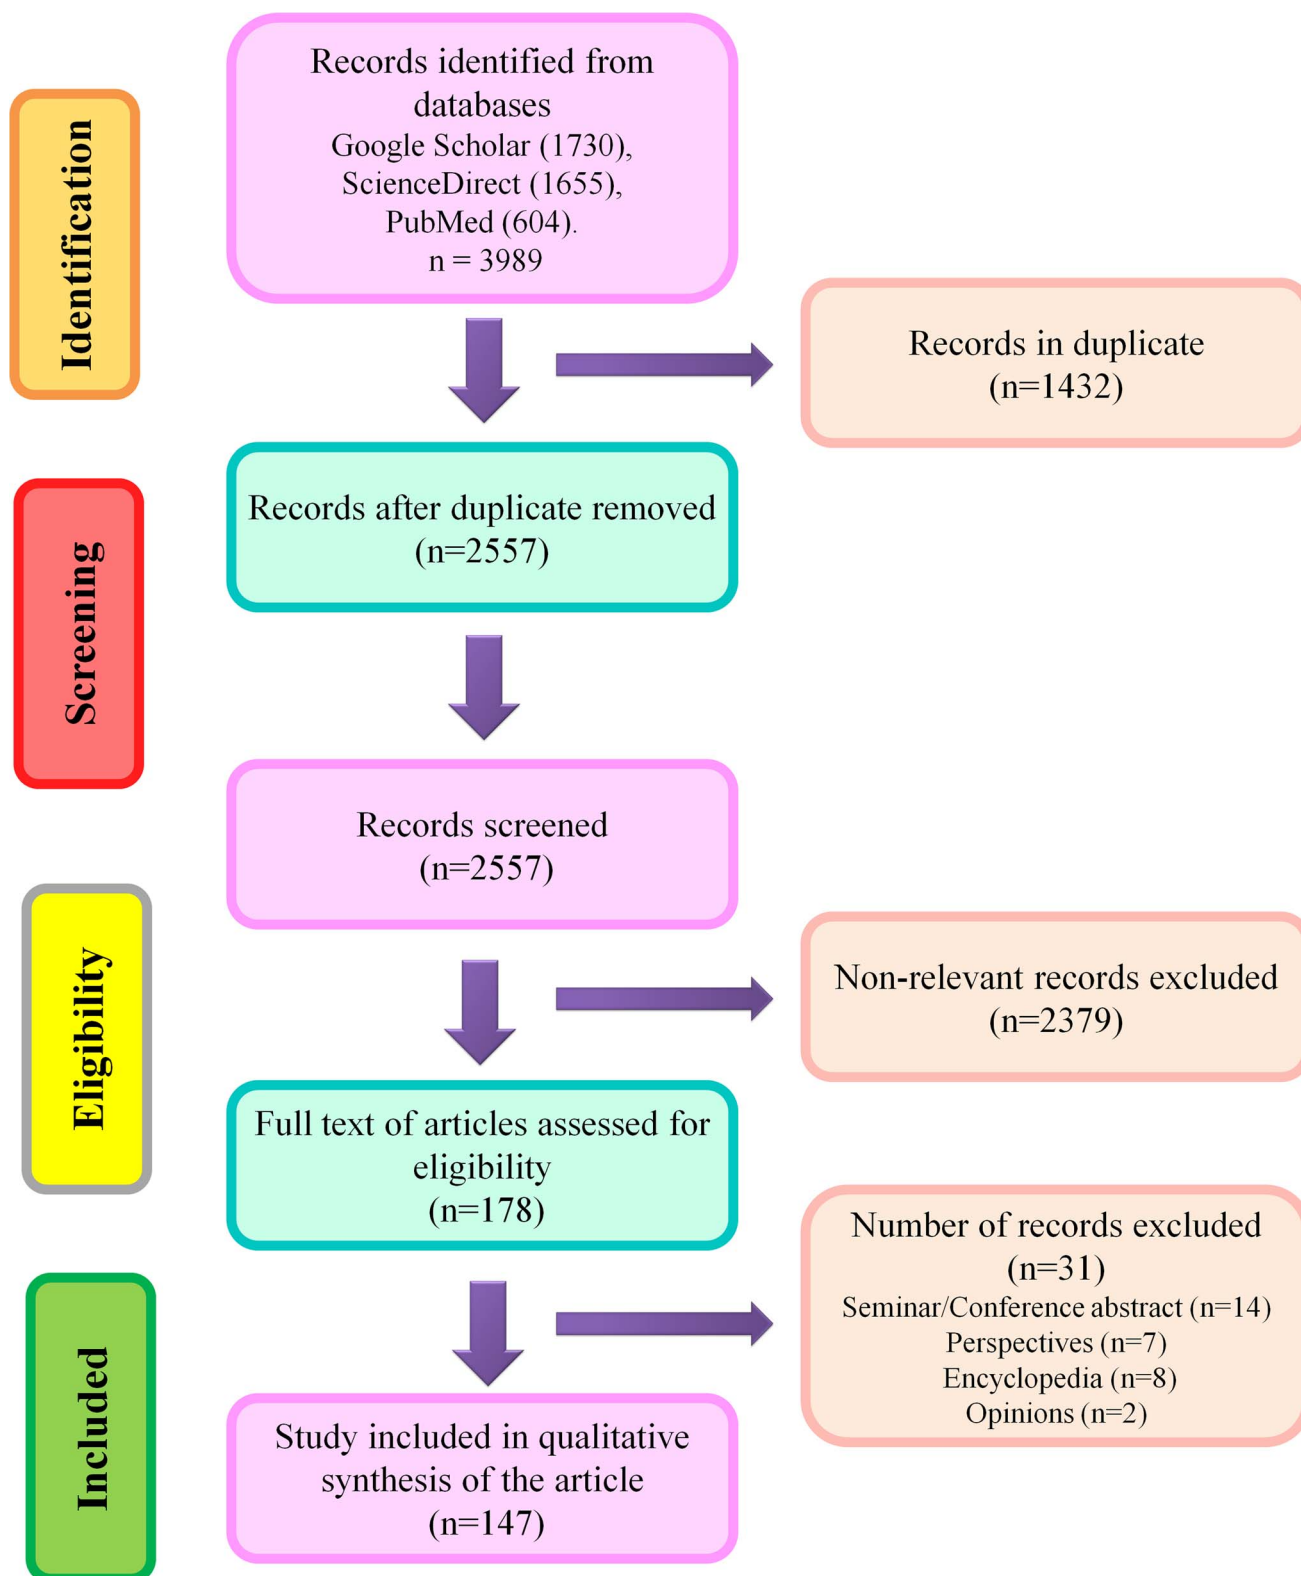 Identification
Records identified from
databases
Google Scholar (1730),
ScienceDirect (1655),
PubMed (604).
n = 3989
Records in duplicate
(n=1432)
Screening
Records after duplicate removed
(n=2557)
Records screened
(n=2557)
Eligibility
Non-relevant records excluded
(n=2379)
Full text of articles assessed for
eligibility
(n=178)
Number of records excluded
(n=31)
Seminar/Conference abstract (n=14)
Perspectives (n=7)
Encyclopedia (n=8)
Opinions (n=2)
Included
Study included in qualitative
synthesis of the article
(n=147)